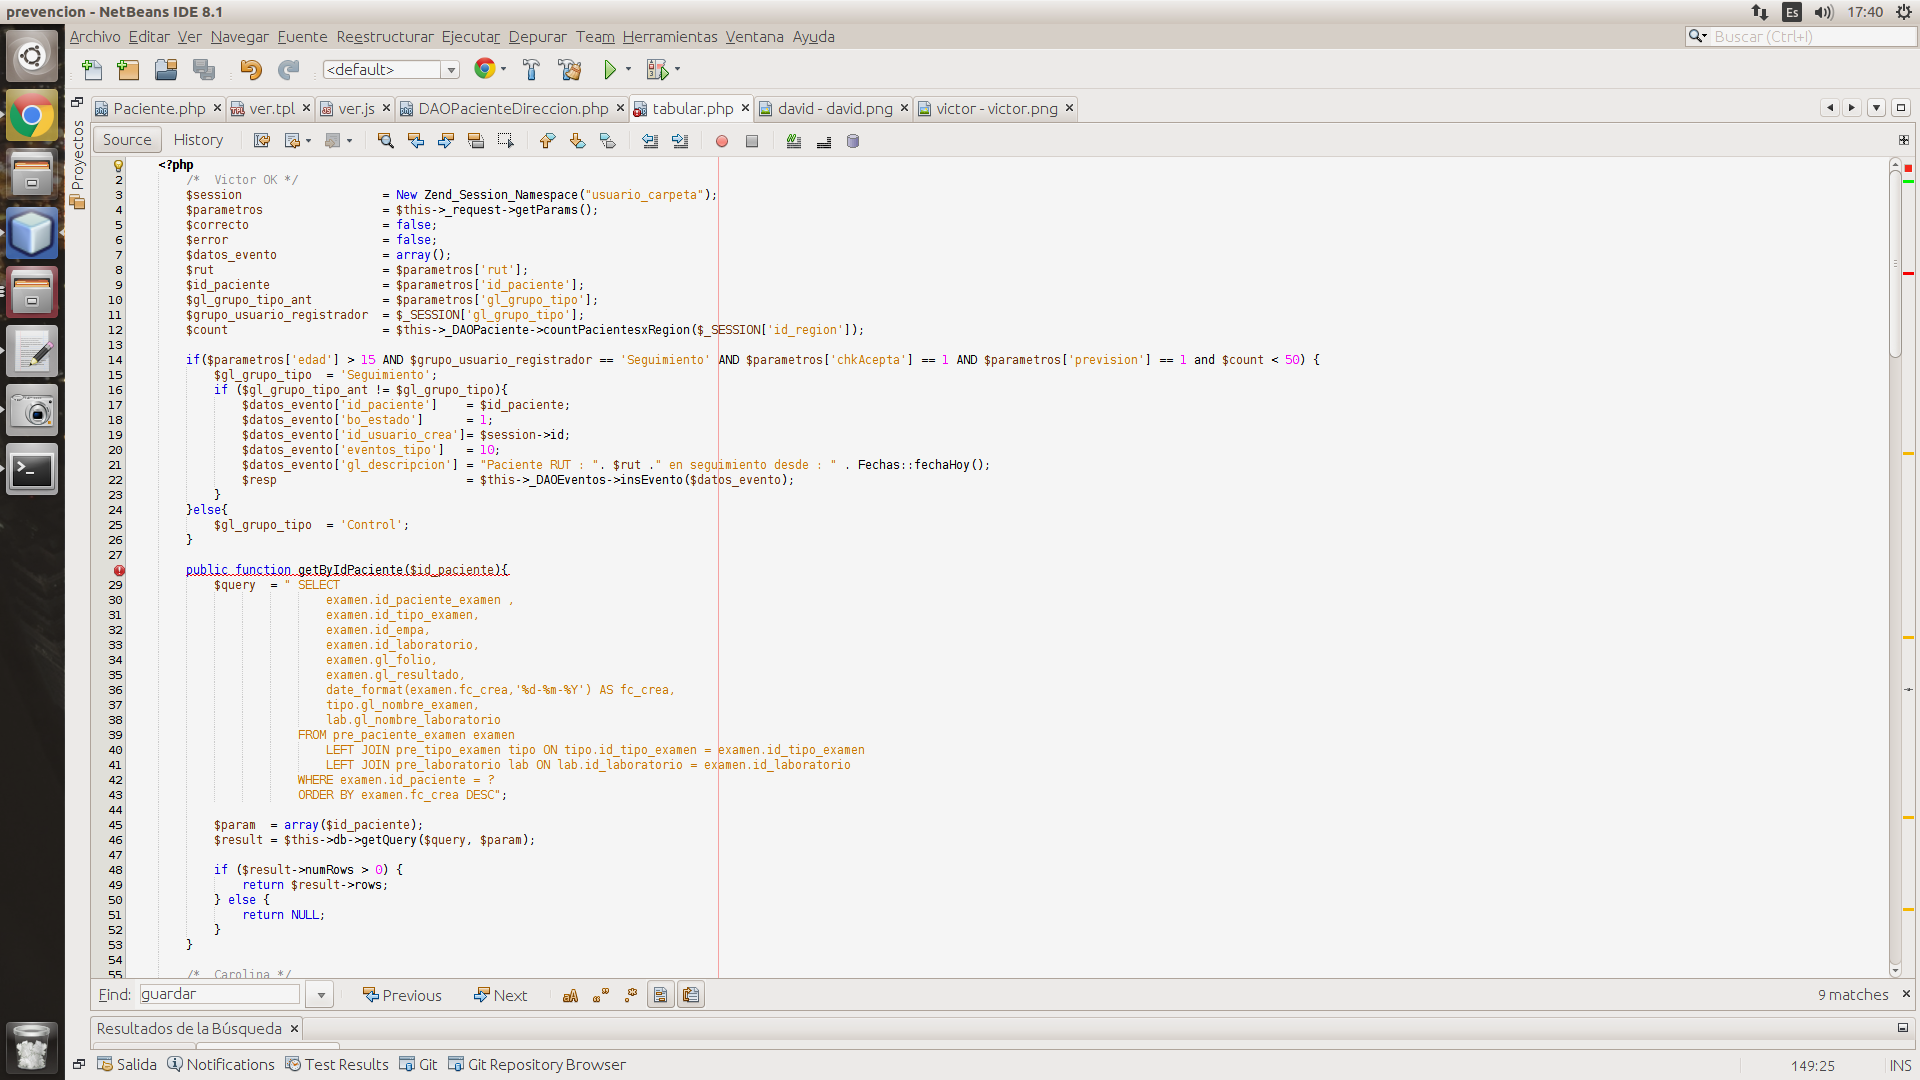 prevencion - NetBeans IDE 8.1
Es
17:40
Archivo Editar Ver Navegar Fuente Reestructurar Ejecutar Depurar Team Herramientas Ventana Ayuda
Buscar (Ctrl+I)
<default>
Paciente.php ver.tpl ver.js DAOPacienteDireccion.php tabular.php david - david.png victor - victor.png
Proyectos
Source History
<?php
2 /* Victor OK */
3 $session = New Zend_Session_Namespace("usuario_carpeta");
4 $parametros = $this->_request->getParams();
5 $correcto = false;
6 $error = false;
7 $datos_evento = array();
8 $rut = $parametros['rut'];
9 $id_paciente = $parametros['id_paciente'];
10 $gl_grupo_tipo_ant = $parametros['gl_grupo_tipo'];
11 $grupo_usuario_registrador = $_SESSION['gl_grupo_tipo'];
12 $count = $this->_DAOPaciente->countPacientesxRegion($_SESSION['id_region']);
13
14 if($parametros['edad'] > 15 AND $grupo_usuario_registrador == 'Seguimiento' AND $parametros['chkAcepta'] == 1 AND $parametros['prevision'] == 1 and $count < 50) {
15 $gl_grupo_tipo = 'Seguimiento';
16 if ($gl_grupo_tipo_ant != $gl_grupo_tipo){
17 $datos_evento['id_paciente'] = $id_paciente;
18 $datos_evento['bo_estado'] = 1;
19 $datos_evento['id_usuario_crea']= $session->id;
20 $datos_evento['eventos_tipo'] = 10;
21 $datos_evento['gl_descripcion'] = "Paciente RUT : ". $rut ." en seguimiento desde : " . Fechas::fechaHoy();
22 $resp = $this->_DAOEventos->insEvento($datos_evento);
23 }
24 }else{
25 $gl_grupo_tipo = 'Control';
26 }
27
public function getByIdPaciente($id_paciente){
29 $query = " SELECT
30 examen.id_paciente_examen ,
31 examen.id_tipo_examen,
32 examen.id_empa,
33 examen.id_laboratorio,
34 examen.gl_folio,
35 examen.gl_resultado,
36 date_format(examen.fc_crea,'%d-%m-%Y') AS fc_crea,
37 tipo.gl_nombre_examen,
38 lab.gl_nombre_laboratorio
39 FROM pre_paciente_examen examen
40 LEFT JOIN pre_tipo_examen tipo ON tipo.id_tipo_examen = examen.id_tipo_examen
41 LEFT JOIN pre_laboratorio lab ON lab.id_laboratorio = examen.id_laboratorio
42 WHERE examen.id_paciente = ?
43 ORDER BY examen.fc_crea DESC";
44
45 $param = array($id_paciente);
46 $result = $this->db->getQuery($query, $param);
47
48 if ($result->numRows > 0) {
49 return $result->rows;
50 } else {
51 return NULL;
52 }
53 }
54
55 /* Carolina */
Find: guardar Previous Next 9 matches
Resultados de la Búsqueda
Salida Notifications Test Results Git Git Repository Browser 149:25 INS